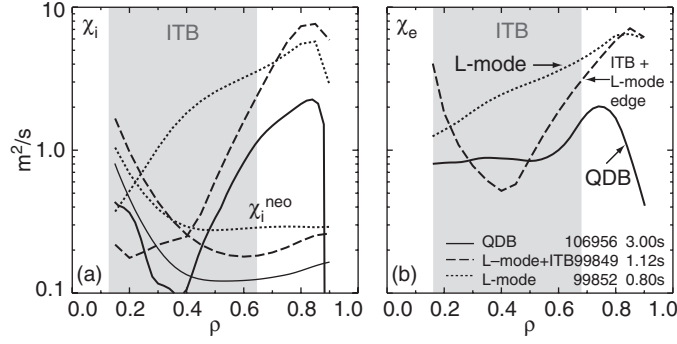 10
1.0
0.1
m²/s
χi
ITB
χi neo
(a)
0.0 0.2 0.4 0.6 0.8 1.0
ρ
χe
ITB
L-mode
ITB +
L-mode
edge
QDB
QDB 106956 3.00s
L–mode+ITB99849 1.12s
L-mode 99852 0.80s
(b)
0.0 0.2 0.4 0.6 0.8 1.0
ρ